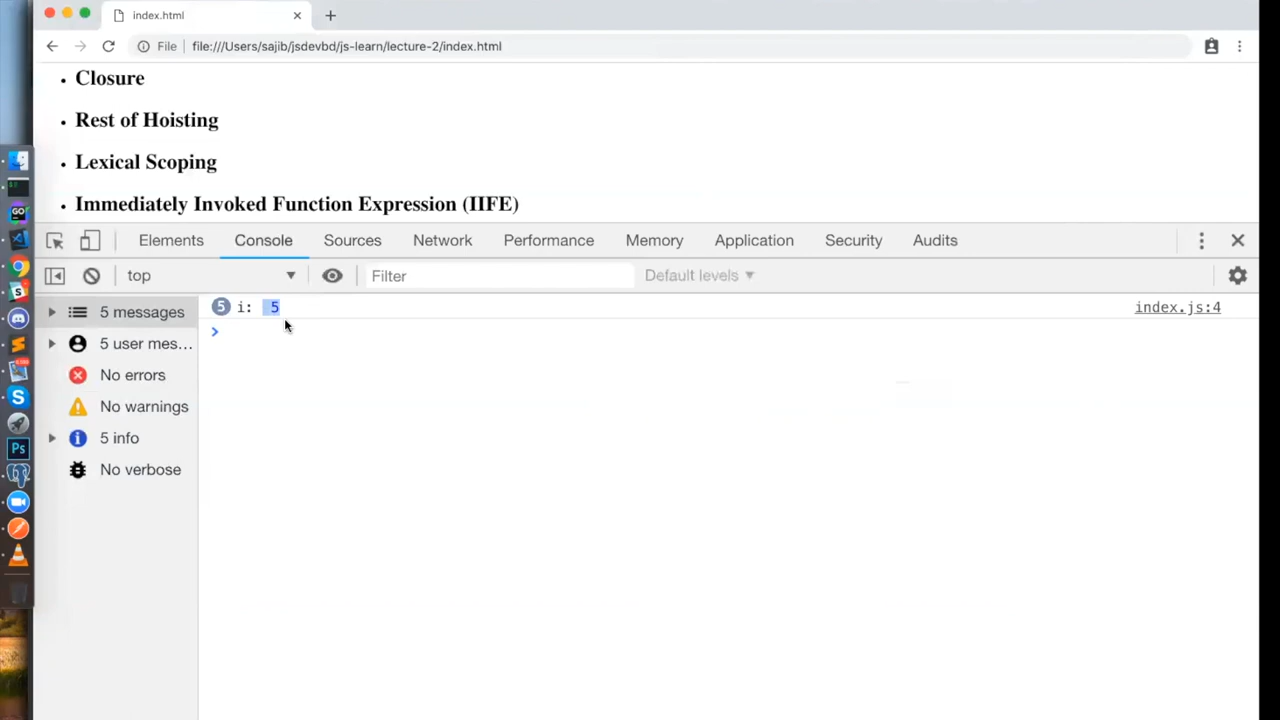 index.html
File file:///Users/sajib/jsdevbd/js-learn/lecture-2/index.html
• Closure
• Rest of Hoisting
• Lexical Scoping
• Immediately Invoked Function Expression (IIFE)
Elements Console Sources Network Performance Memory Application Security Audits
top Filter Default levels
5 messages
5 i: 5 index.js:4
5 user mes...
No errors
No warnings
5 info
No verbose
GO
Ps